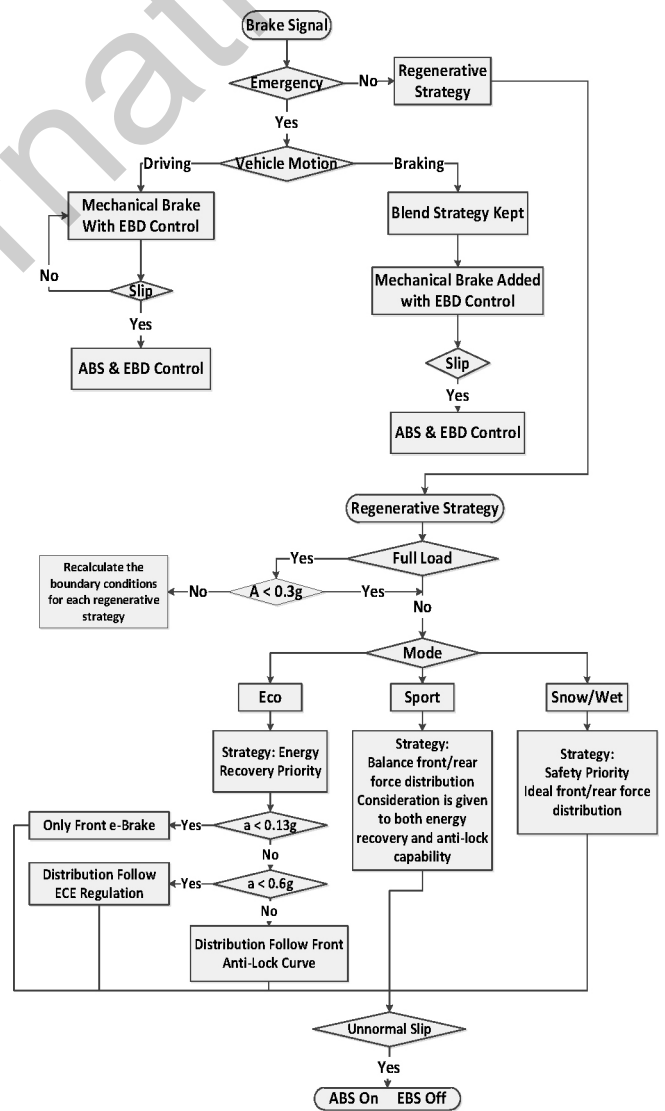 Brake Signal
Emergency
No
Regenerative
Strategy
Yes
Driving
Vehicle Motion
Braking
Mechanical Brake
With EBD Control
Blend Strategy Kept
No
Slip
Mechanical Brake Added
with EBD Control
Yes
ABS & EBD Control
Slip
Yes
ABS & EBD Control
Regenerative Strategy
Full Load
Yes
Recalculate the
boundary conditions
for each regenerative
strategy
No
A < 0.3g
Yes
No
Mode
Eco
Sport
Snow/Wet
Strategy: Energy
Recovery Priority
Strategy:
Balance front/rear
force distribution
Consideration is given
to both energy
recovery and anti-lock
capability
Strategy:
Safety Priority
Ideal front/rear force
distribution
Only Front e-Brake
Yes
a < 0.13g
No
Distribution Follow
ECE Regulation
Yes
a < 0.6g
No
Distribution Follow Front
Anti-Lock Curve
Unnormal Slip
Yes
ABS On EBS Off